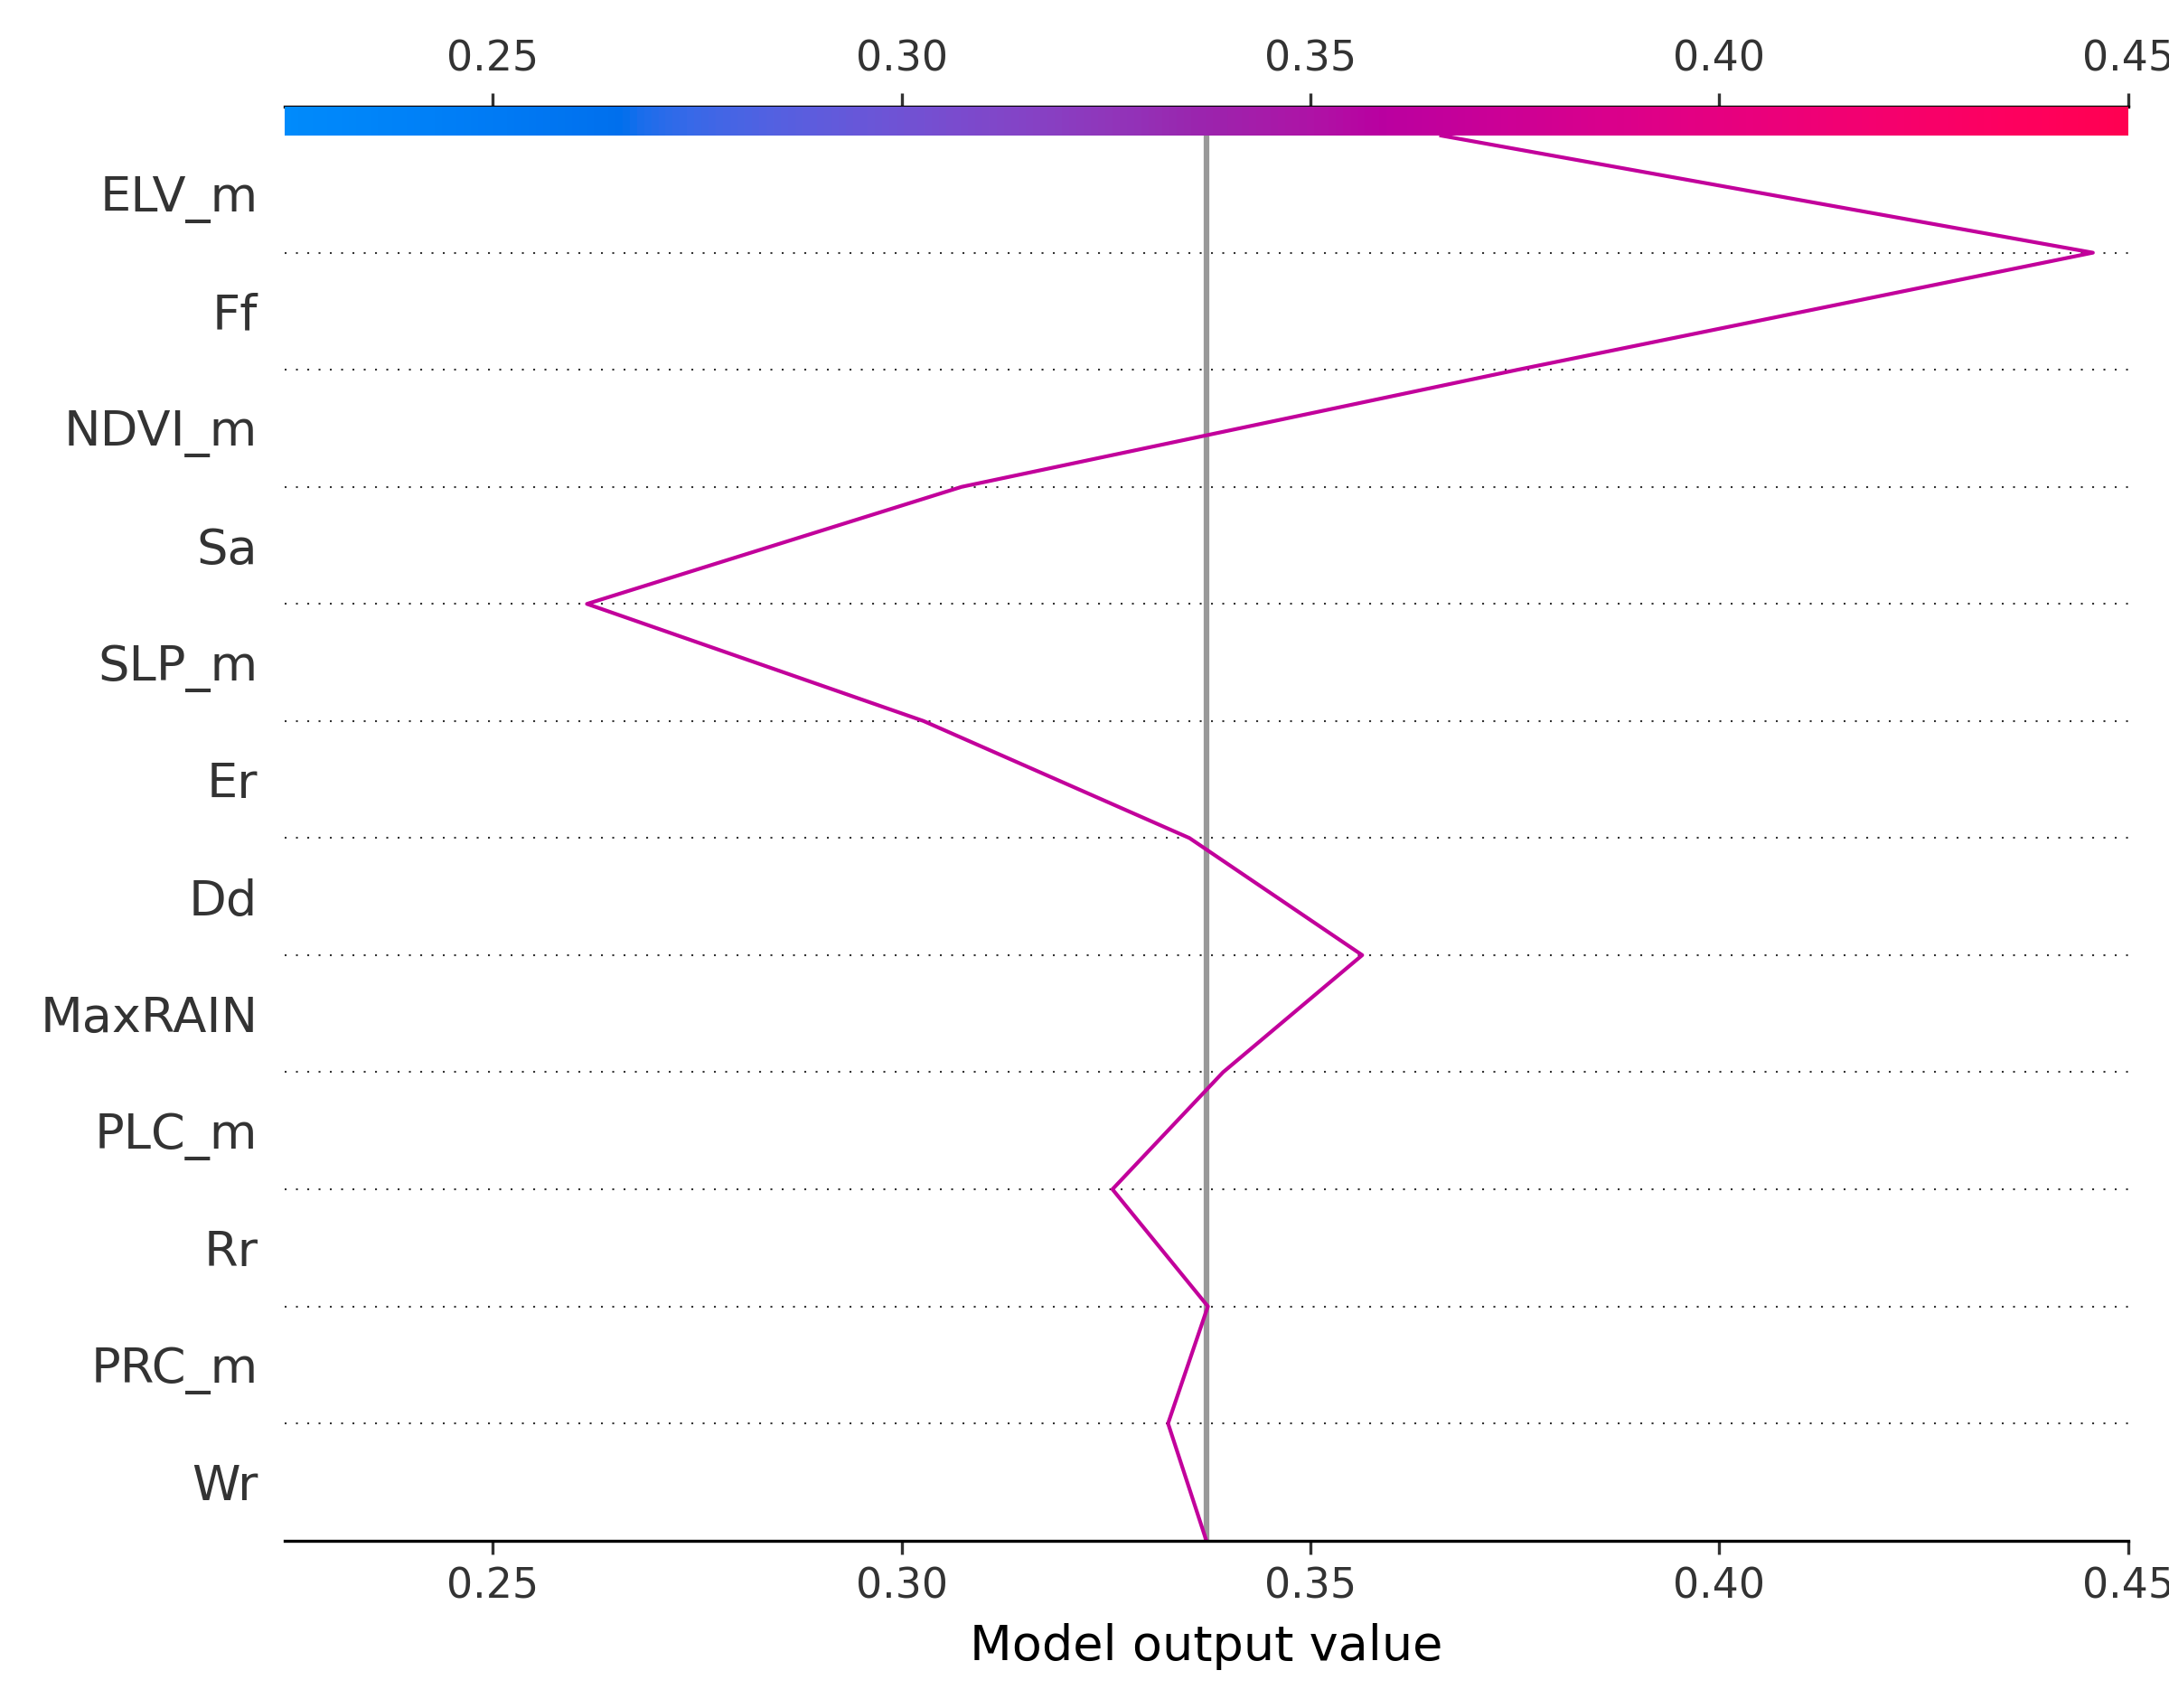 0.25 0.30 0.35 0.40 0.45
ELV_m
Ff
NDVI_m
Sa
SLP_m
Er
Dd
MaxRAIN
PLC_m
Rr
PRC_m
Wr
0.25 0.30 0.35 0.40 0.45
Model output value